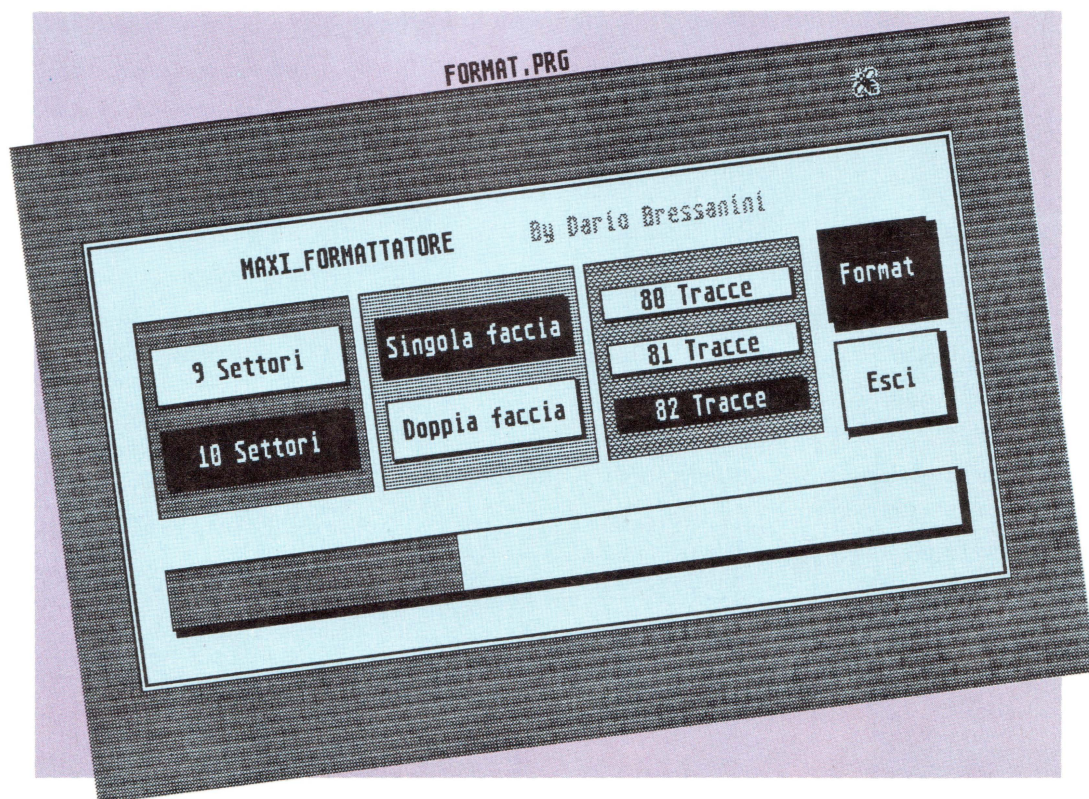 FORMAT.PRG
MAXI_FORMATTATORE
By Dario Bressanini
9 Settori
10 Settori
Singola faccia
Doppia faccia
80 Tracce
81 Tracce
82 Tracce
Format
Esci